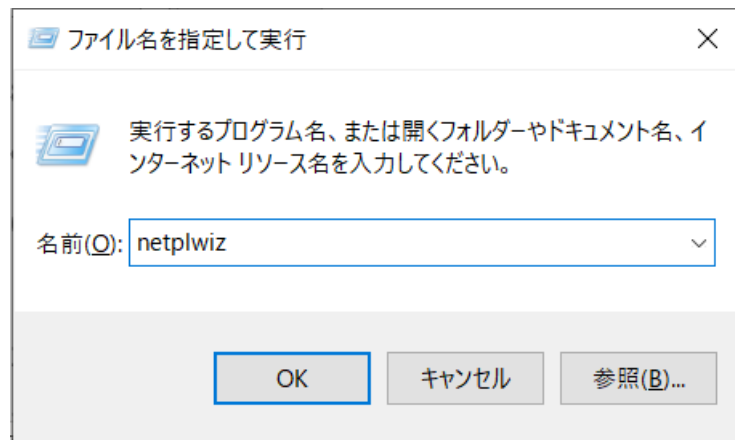 ファイル名を指定して実行
実行するプログラム名、または開くフォルダーやドキュメント名、イ
ンターネット リソース名を入力してください。
名前(O): netplwiz
OK キャンセル 参照(B)...